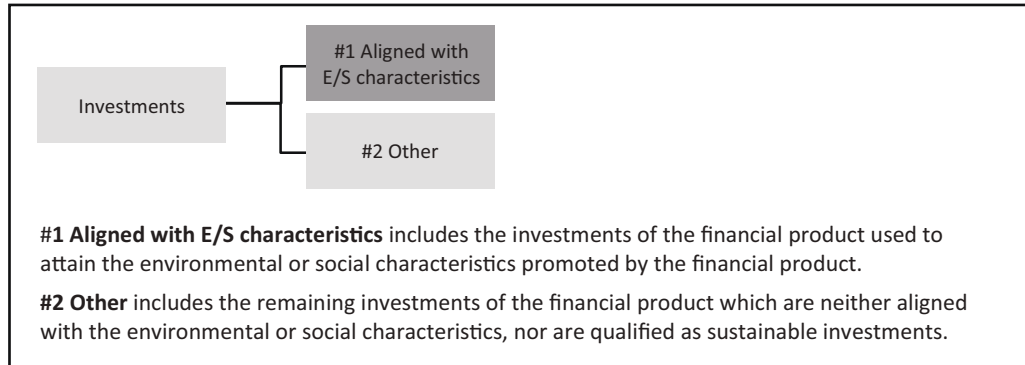 #1 Aligned with
E/S characteristics
Investments
#2 Other
#1 Aligned with E/S characteristics includes the investments of the financial product used to
attain the environmental or social characteristics promoted by the financial product.
#2 Other includes the remaining investments of the financial product which are neither aligned
with the environmental or social characteristics, nor are qualified as sustainable investments.